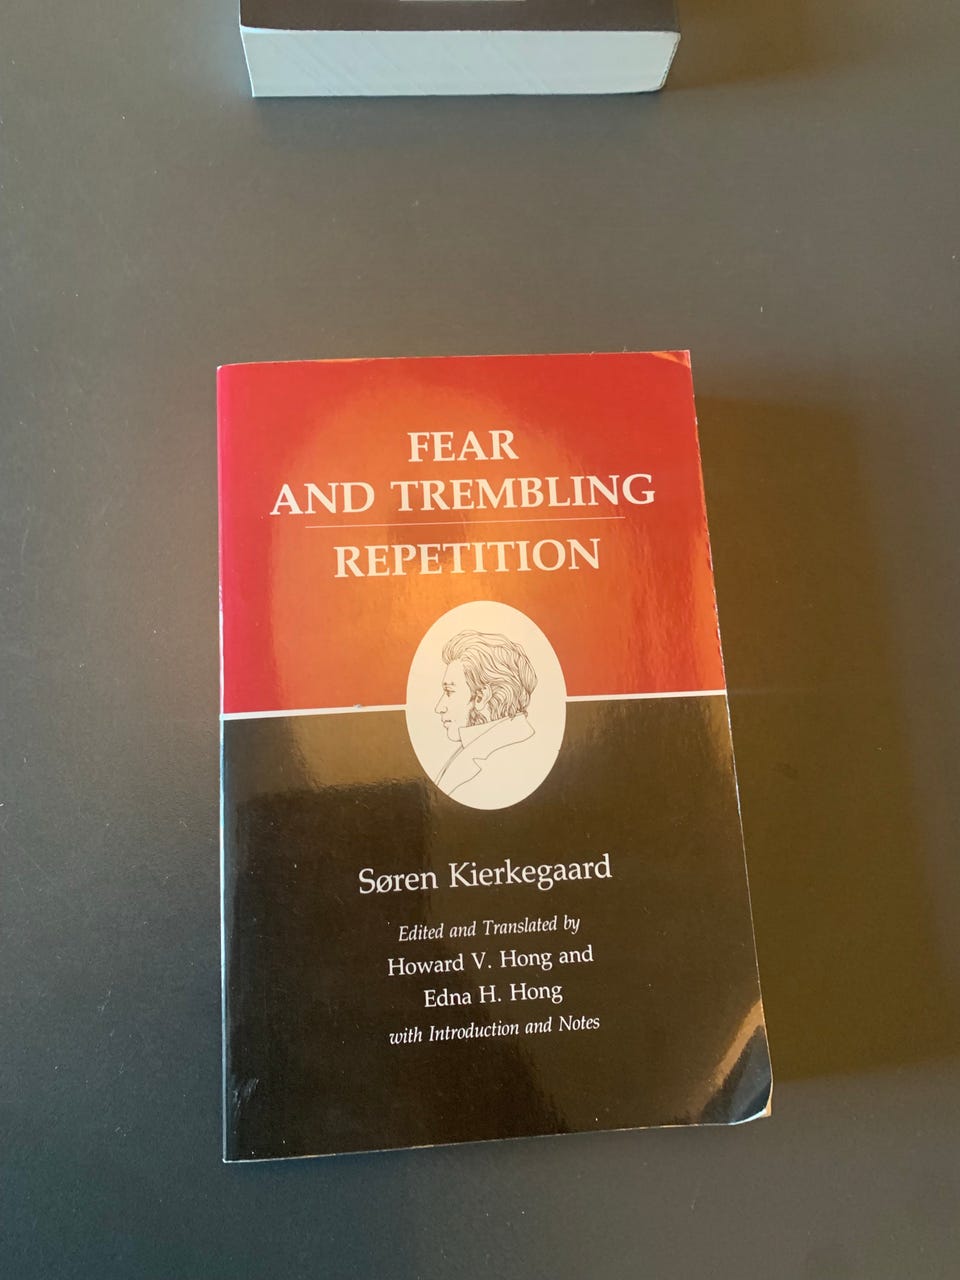 FEAR
AND TREMBLING
REPETITION
Søren Kierkegaard
Edited and Translated by
Howard V. Hong and
Edna H. Hong
with Introduction and Notes